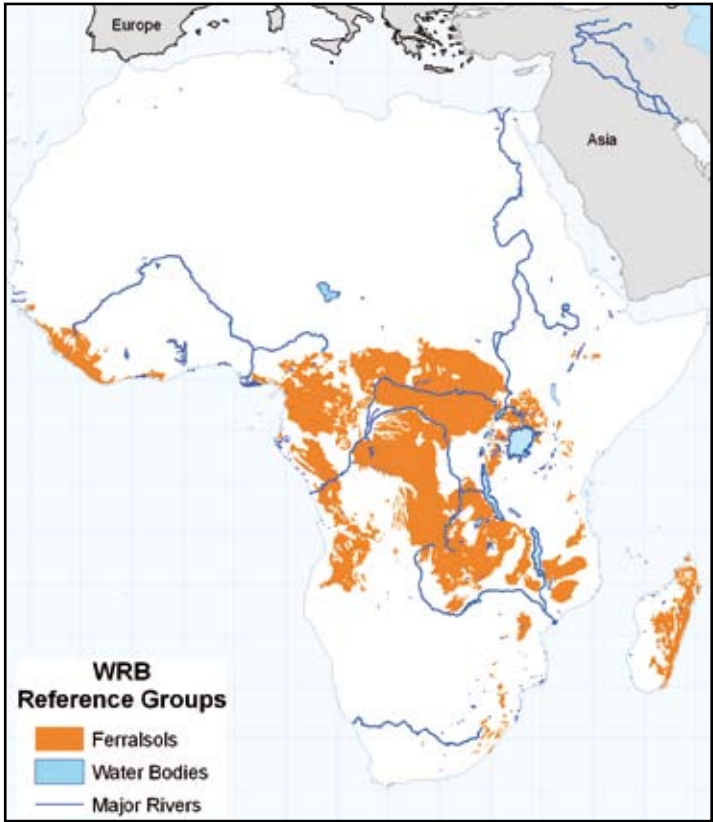 Europe
Asia
WRB
Reference Groups
Ferralsols
Water Bodies
Major Rivers